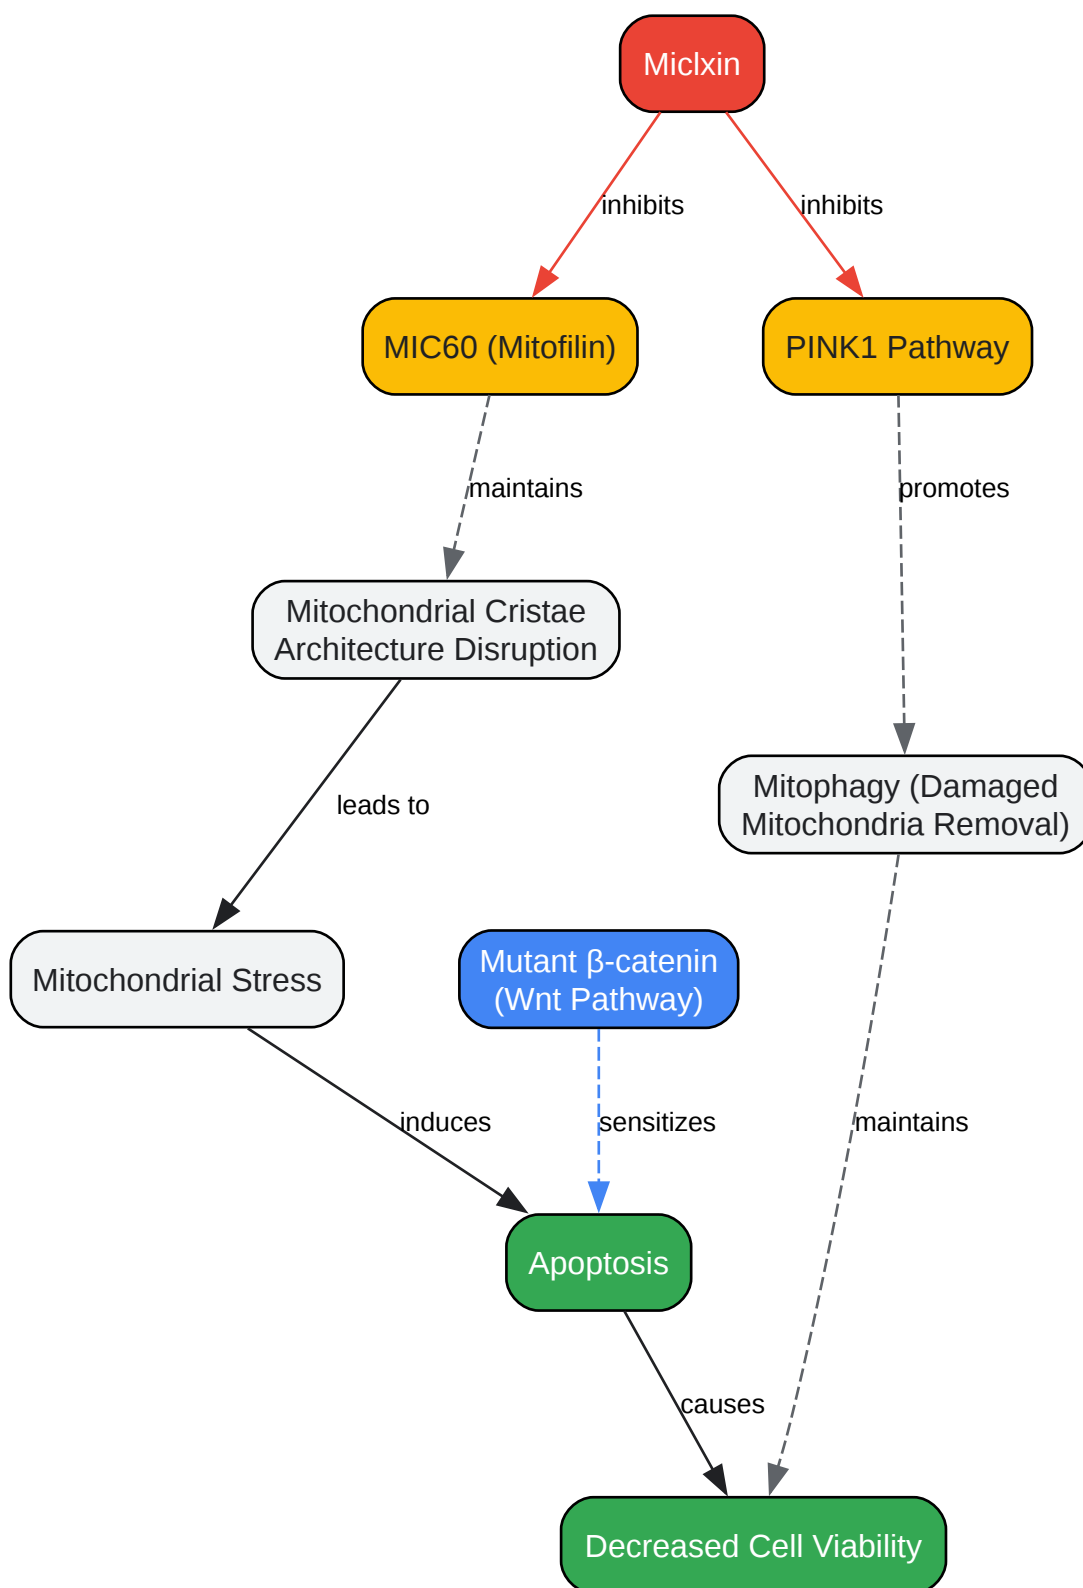 Miclxin
inhibits
inhibits
MIC60 (Mitofilin)
PINK1 Pathway
maintains
promotes
Mitochondrial Cristae
Architecture Disruption
Mitophagy (Damaged
Mitochondria Removal)
leads to
Mitochondrial Stress
Mutant β-catenin
(Wnt Pathway)
induces
sensitizes
maintains
Apoptosis
causes
Decreased Cell Viability